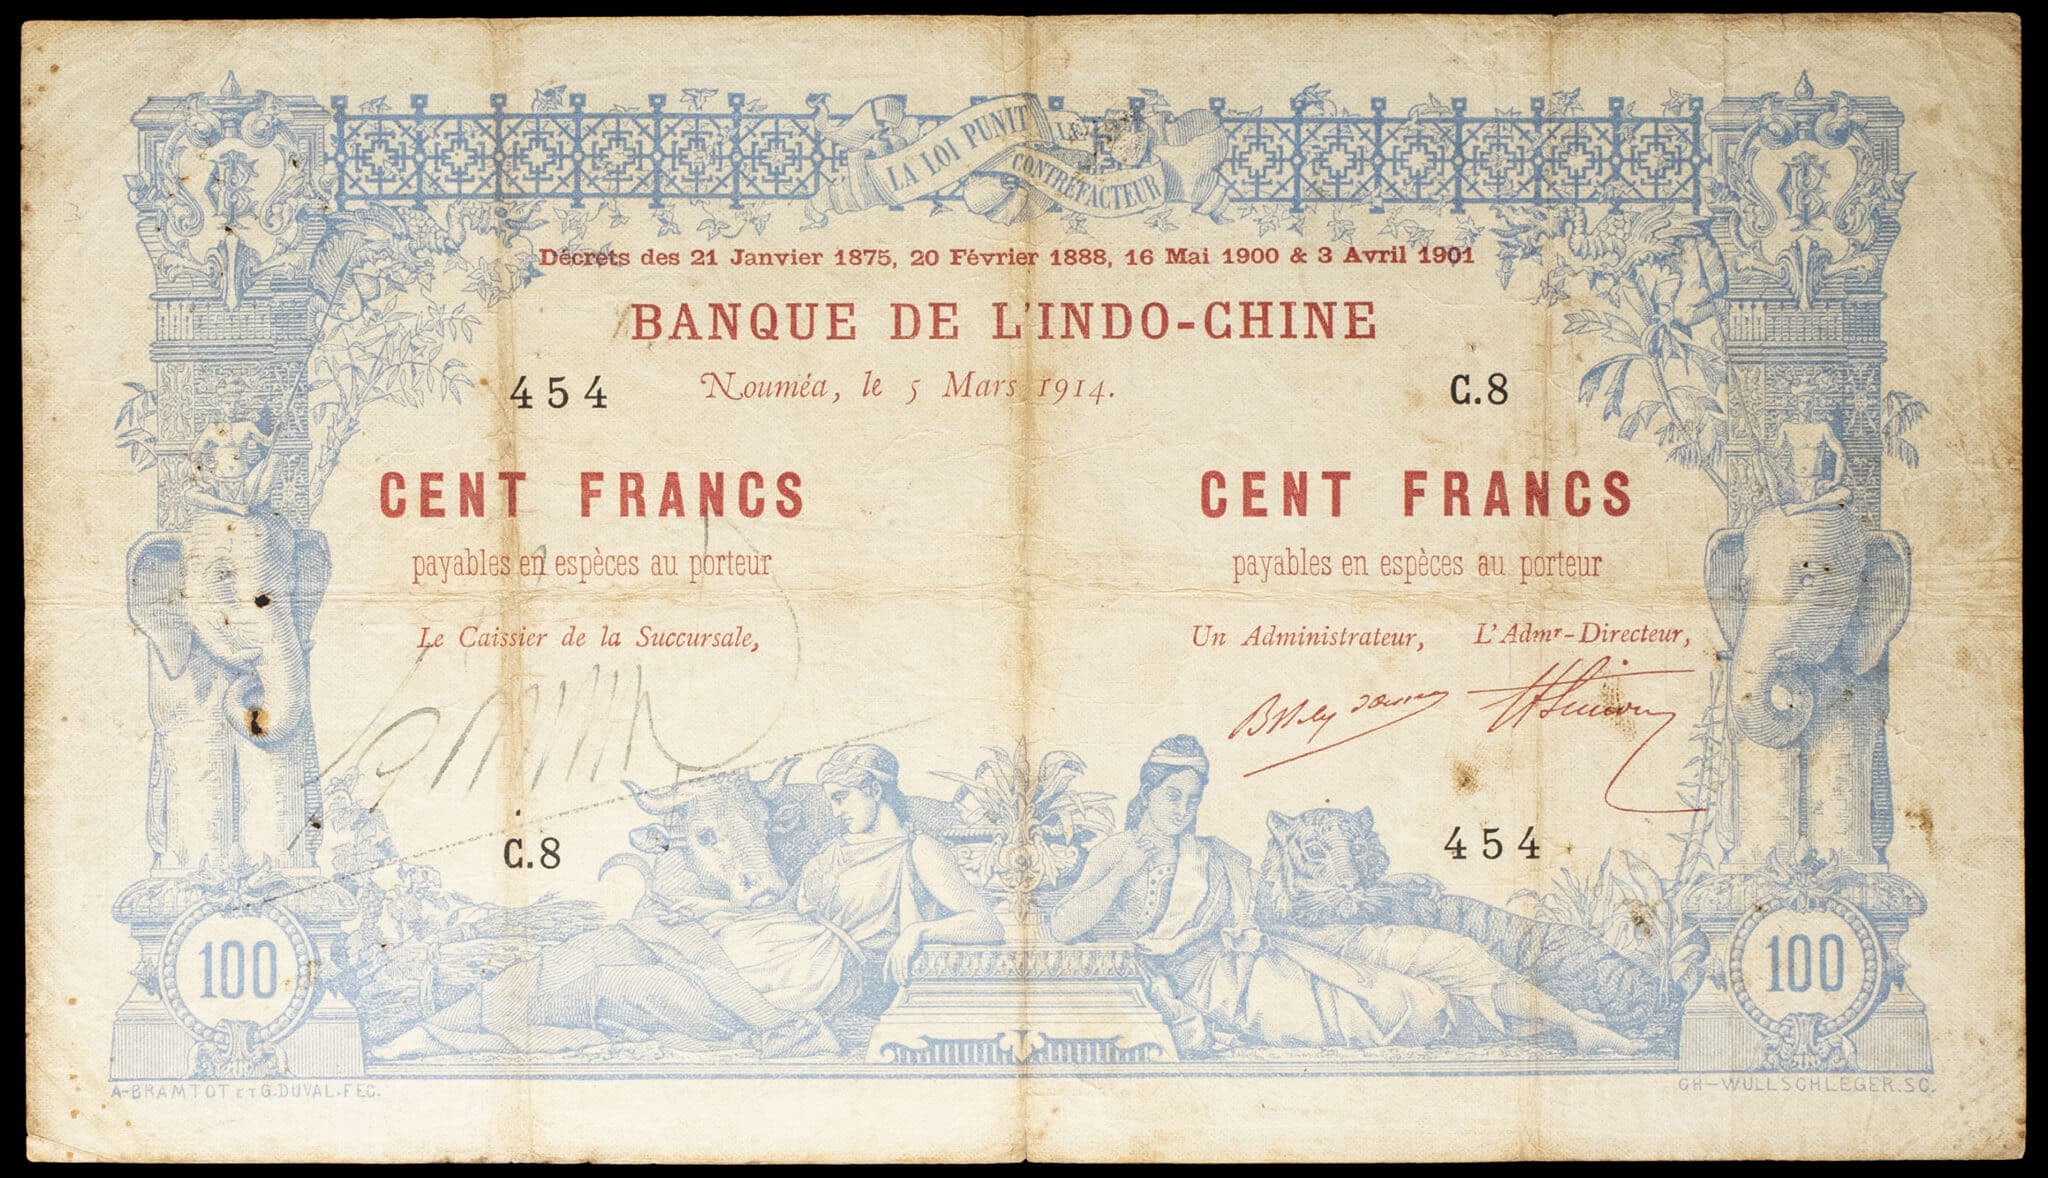 LA LOI PUNIT LE
CONTREFACTEUR
Décrets des 21 Janvier 1875, 20 Février 1888, 16 Mai 1900 & 3 Avril 1901
BANQUE DE L'INDO-CHINE
454 Nouméa, le 5 Mars 1914. C.8
CENT FRANCS CENT FRANCS
payables en espèces au porteur payables en espèces au porteur
Le Caissier de la Succursale, Un Administrateur, L'Admr-Directeur,
C.8 454
100 100
A-BRAMTOT ET G.DUVAL.FEC. CH-WULLSCHLEGER.SC.